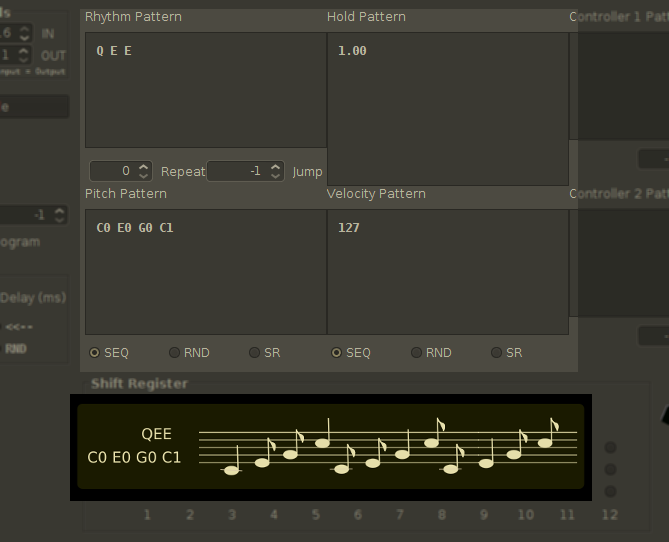 ls
Rhythm Pattern
Hold Pattern
Controller 1 Patt
.6
IN
1
OUT
Input = Output
Q E E
1.00
e
0
Repeat
-1
Jump
Pitch Pattern
Velocity Pattern
Controller 2 Patt
-1
C0 E0 G0 C1
127
ogram
Delay (ms)
<<--
RND
SEQ
RND
SR
SEQ
RND
SR
Shift Register
QEE
C0 E0 G0 C1
1 2 3 4 5 6 7 8 9 10 11 12